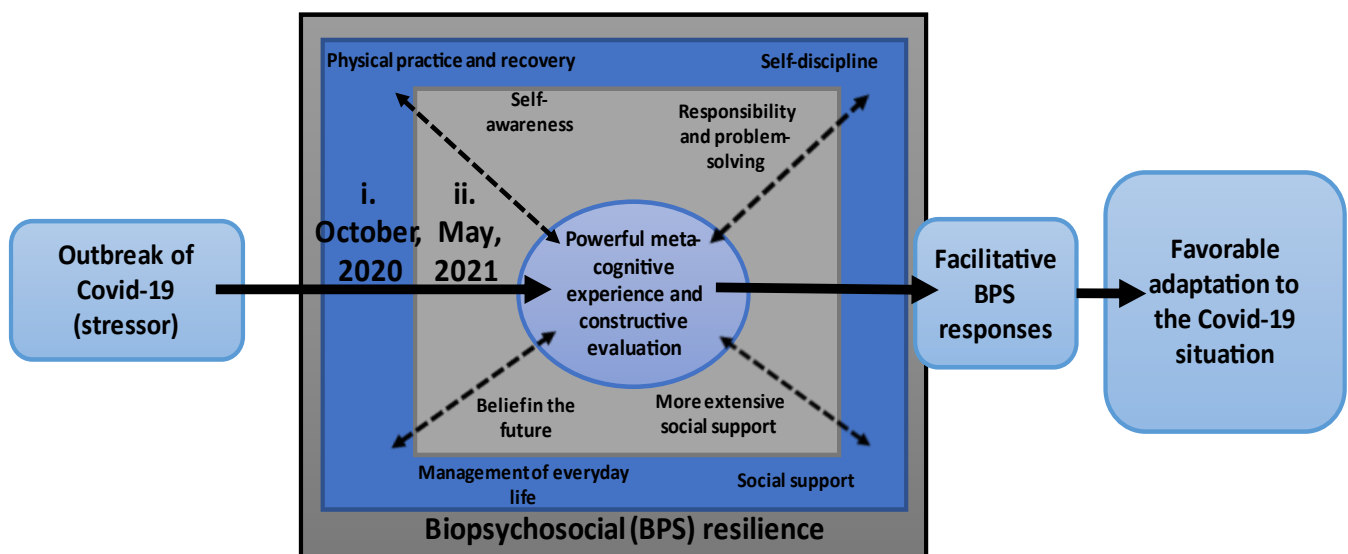 Physical practice and recovery
Self-discipline
Self-
awareness
Responsibility
and problem-
solving
i.
October,
2020
ii.
May,
2021
Outbreak of
Covid-19
(stressor)
Powerful meta-
cognitive
experience and
constructive
evaluation
Facilitative
BPS
responses
Favorable
adaptation to
the Covid-19
situation
Belief in the
future
More extensive
social support
Management of everyday
life
Social support
Biopsychosocial (BPS) resilience